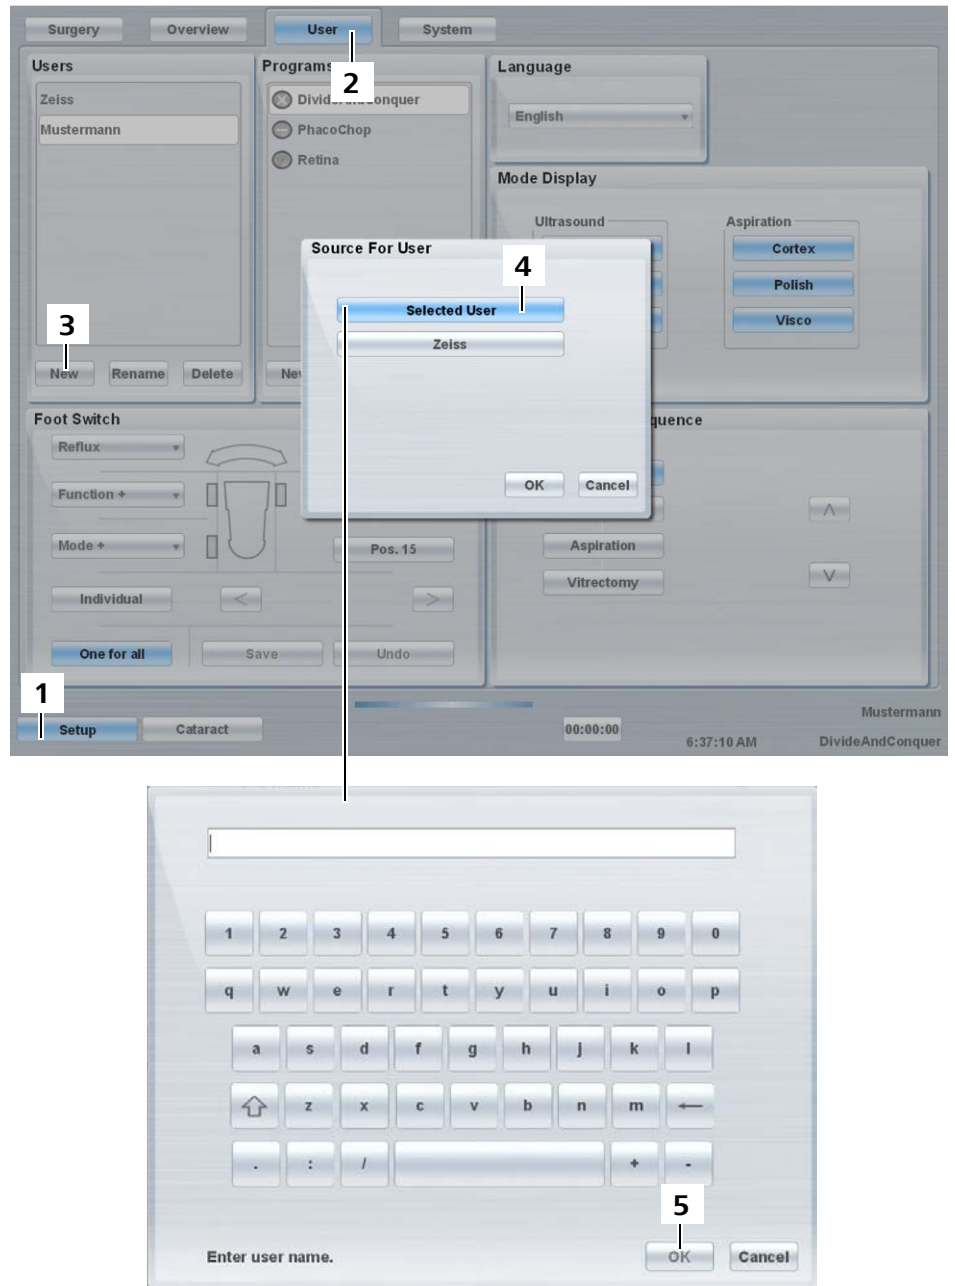 Surgery
Overview
User
System
2
Users
Zeiss
Mustermann
3
New
Rename
Delete
Programs
DivideAndConquer
PhacoChop
Retina
Language
English
Mode Display
Ultrasound
Aspiration
Cortex
Polish
Visco
Source For User
4
Selected User
Zeiss
OK
Cancel
Foot Switch
Reflux
Function +
Mode +
Pos. 15
Individual
<
>
One for all
Save
Undo
Aspiration
Vitrectomy
1
Setup
Cataract
00:00:00
6:37:10 AM
Mustermann
DivideAndConquer
1 2 3 4 5 6 7 8 9 0
q w e r t y u i o p
a s d f g h j k l
z x c v b n m
. : / + -
5
Enter user name.
OK
Cancel